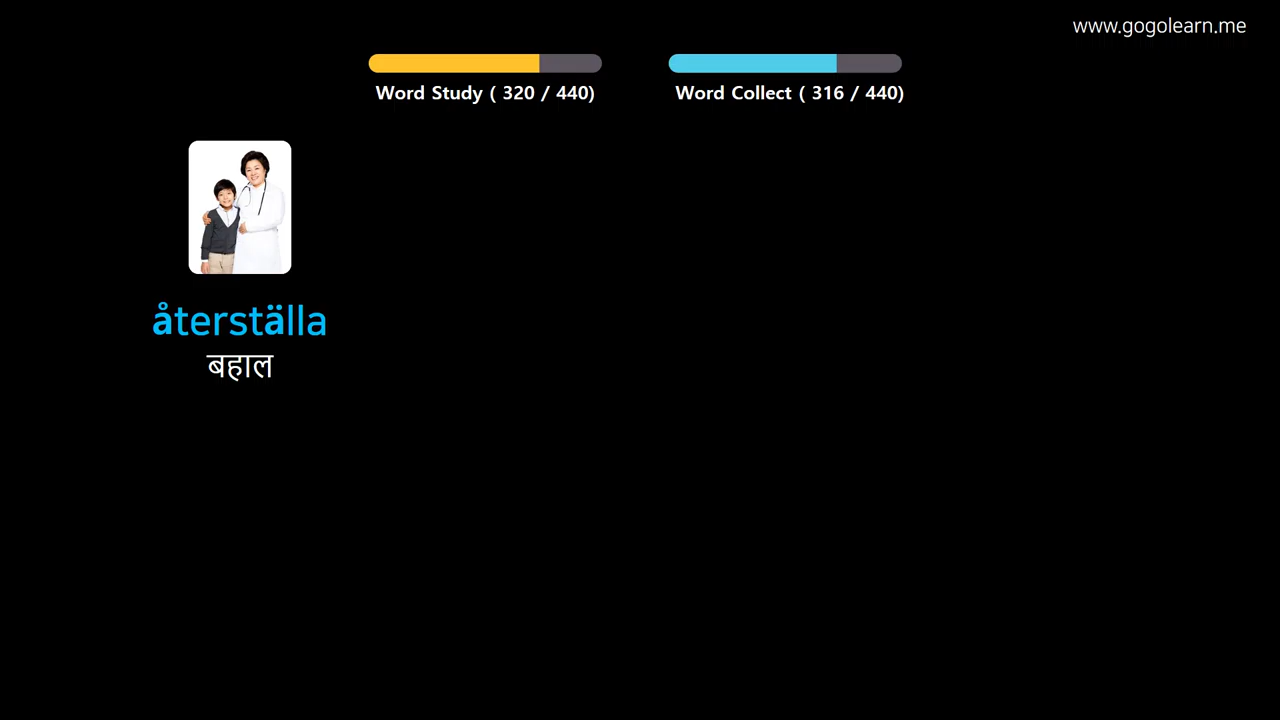 www.gogolearn.me
Word Study ( 320 / 440)
Word Collect ( 316 / 440)
återställa
बहाल